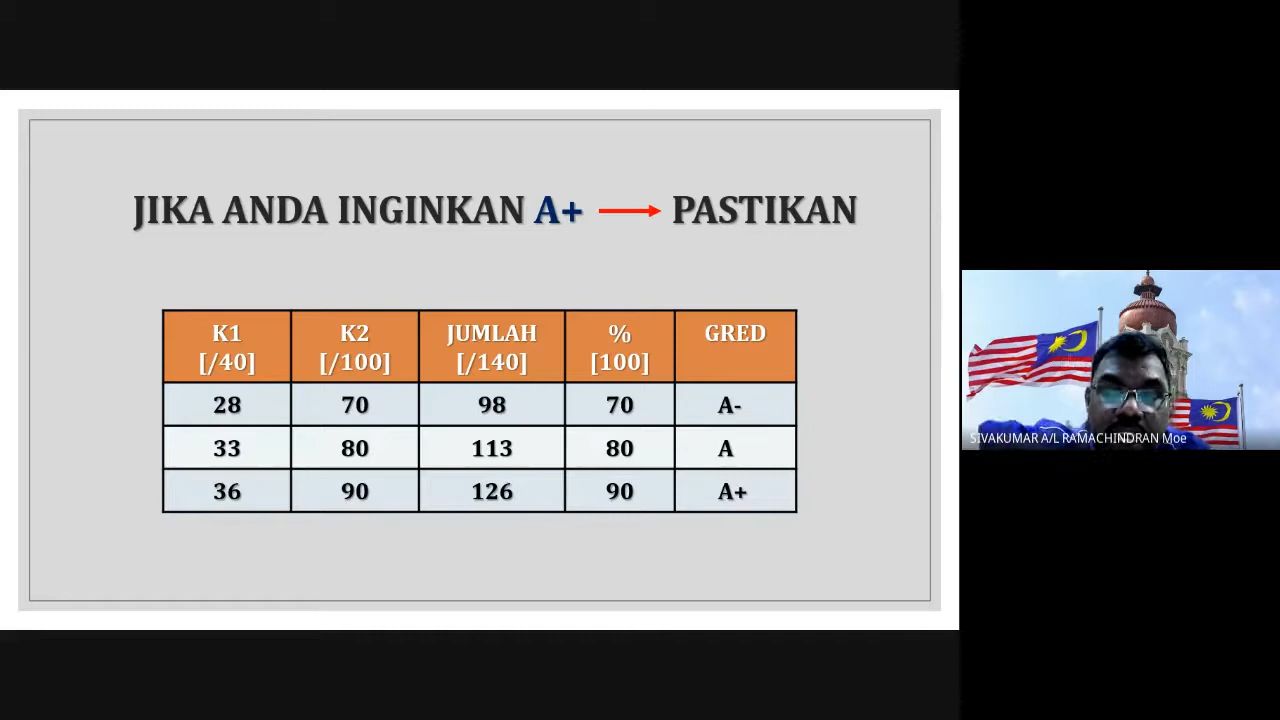 JIKA ANDA INGINKAN A+ PASTIKAN
K1 K2 JUMLAH % GRED
[/40] [/100] [/140] [100]
28 70 98 70 A-
33 80 113 80 A
36 90 126 90 A+
SIVAKUMAR A/L RAMACHINDRAN Moe